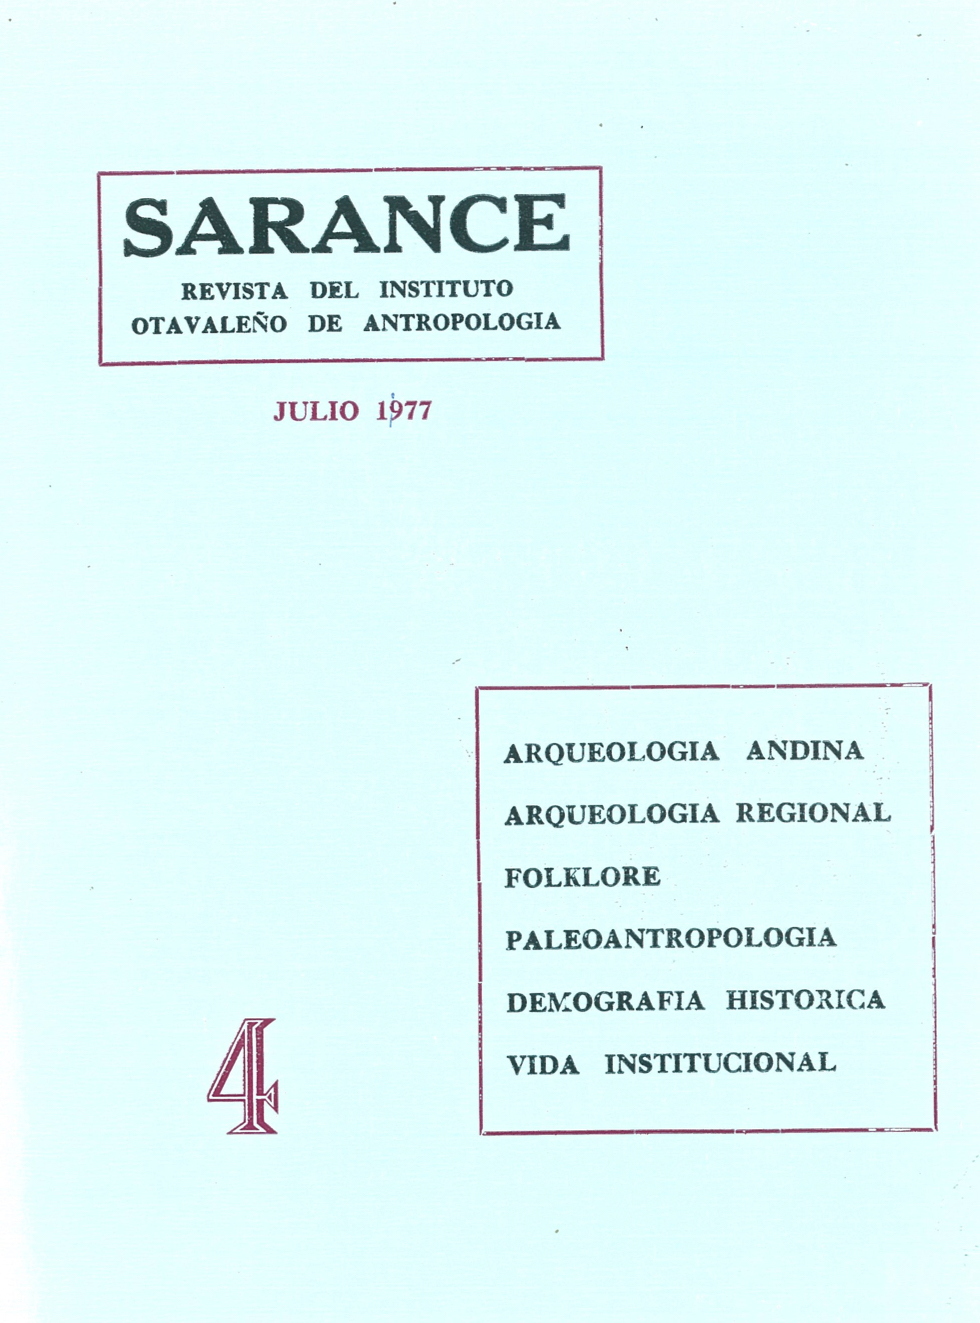 SARANCE
REVISTA DEL INSTITUTO
OTAVALEÑO DE ANTROPOLOGIA
JULIO 1977
ARQUEOLOGIA ANDINA
ARQUEOLOGIA REGIONAL
FOLKLORE
PALEOANTROPOLOGIA
DEMOGRAFIA HISTORICA
VIDA INSTITUCIONAL
4